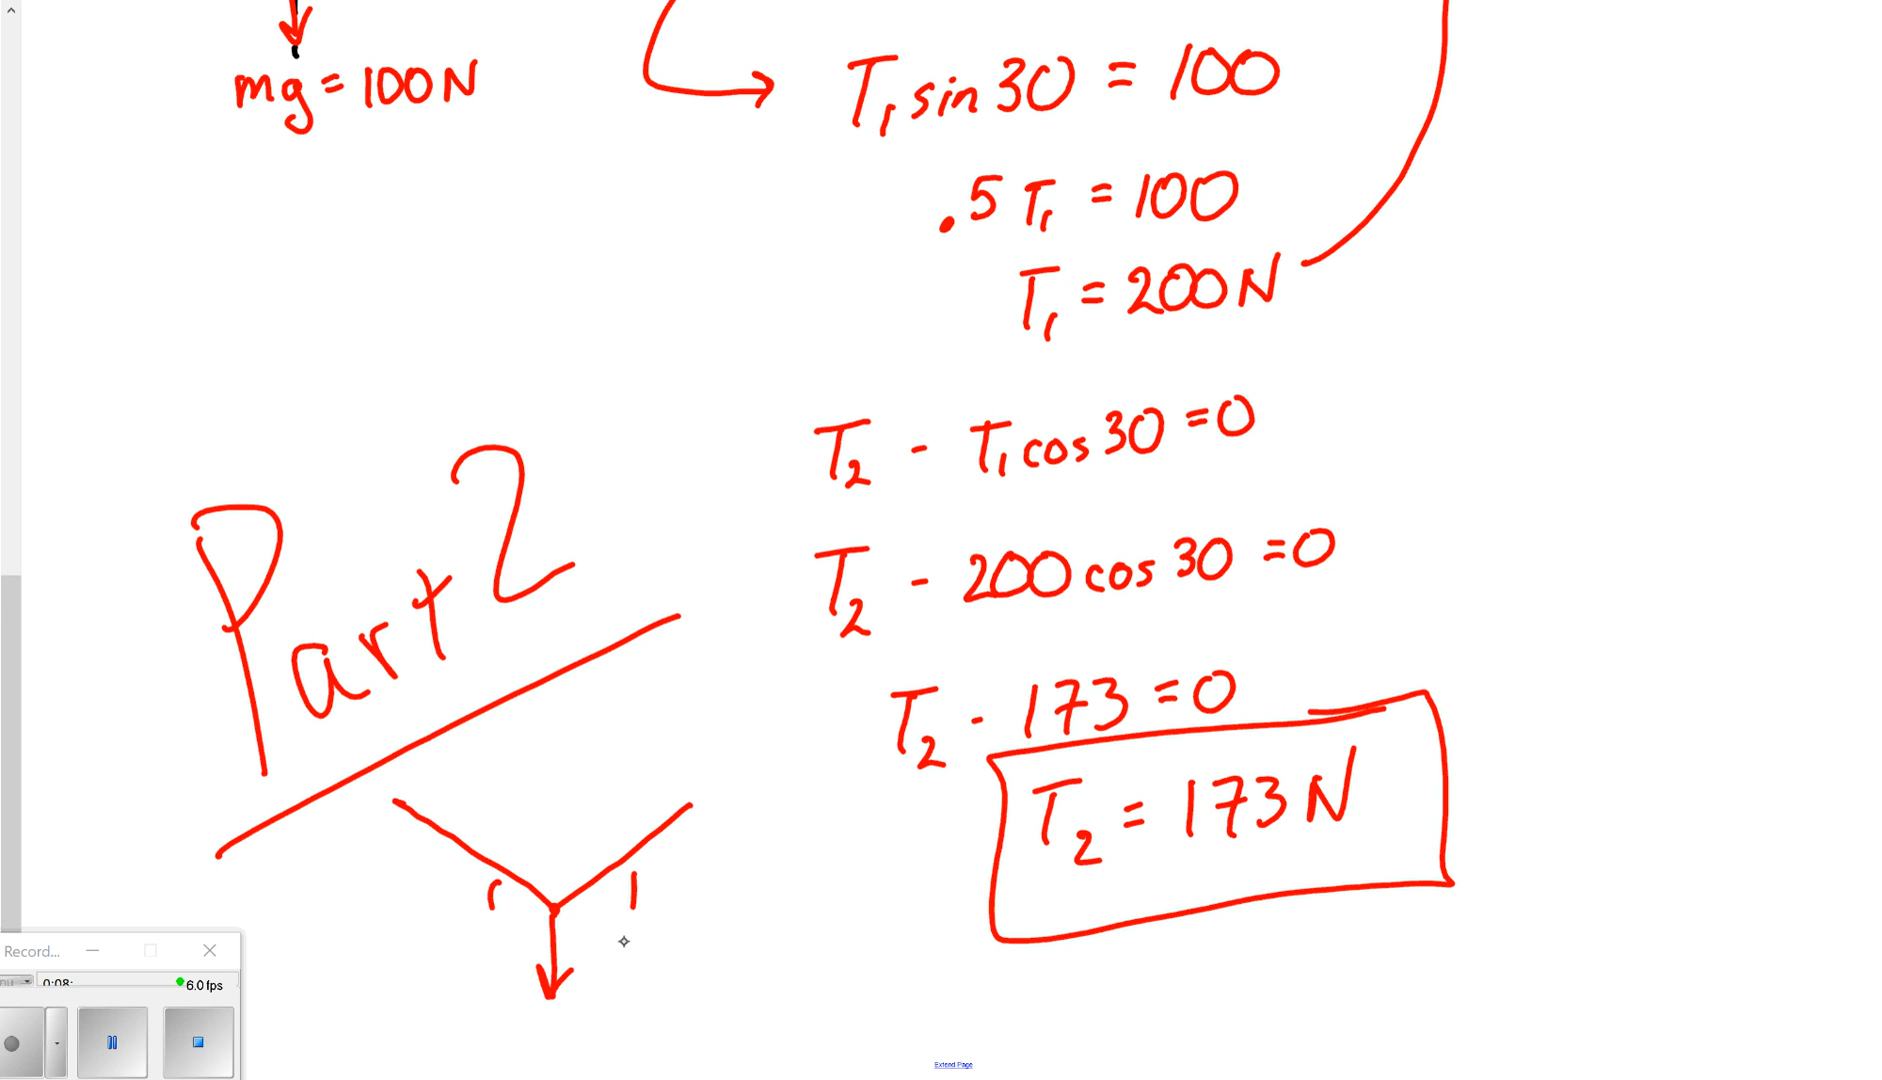 mg = 100N
T₁ sin 30 = 100
.5 T₁ = 100
T₁ = 200N
T₂ - T₁ cos 30 = 0
T₂ - 200 cos 30 = 0
T₂ - 173 = 0
T₂ = 173N
Part 2
Record...
0:08:
6.0 fps
Extend Page